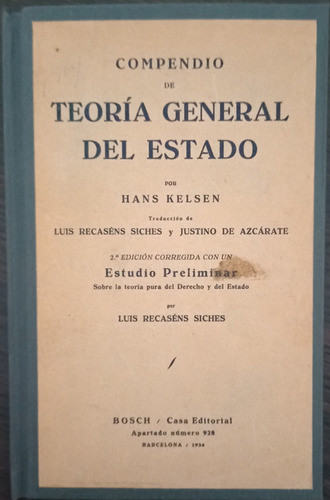 COMPENDIO
DE
TEORÍA GENERAL
DEL ESTADO
POR
HANS KELSEN
Traducción de
LUIS RECASÉNS SICHES y JUSTINO DE AZCÁRATE
2.ª EDICIÓN CORREGIDA CON UN
Estudio Preliminar
Sobre la teoría pura del Derecho y del Estado
por
LUIS RECASÉNS SICHES
BOSCH / Casa Editorial
Apartado número 928
BARCELONA / 1934